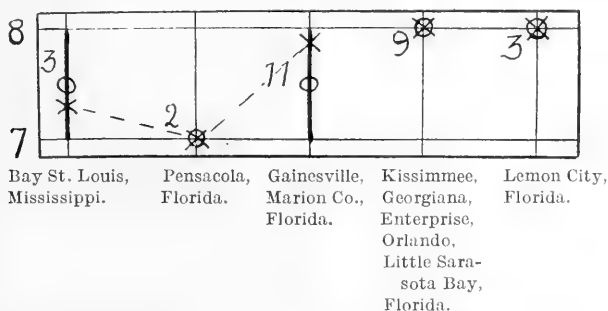 8
3
9
3
11
2
7
Bay St. Louis,
Mississippi.
Pensacola,
Florida.
Gainesville,
Marion Co.,
Florida.
Kissimmee,
Georgiana,
Enterprise,
Orlando,
Little Sara-
sota Bay,
Florida.
Lemon City,
Florida.